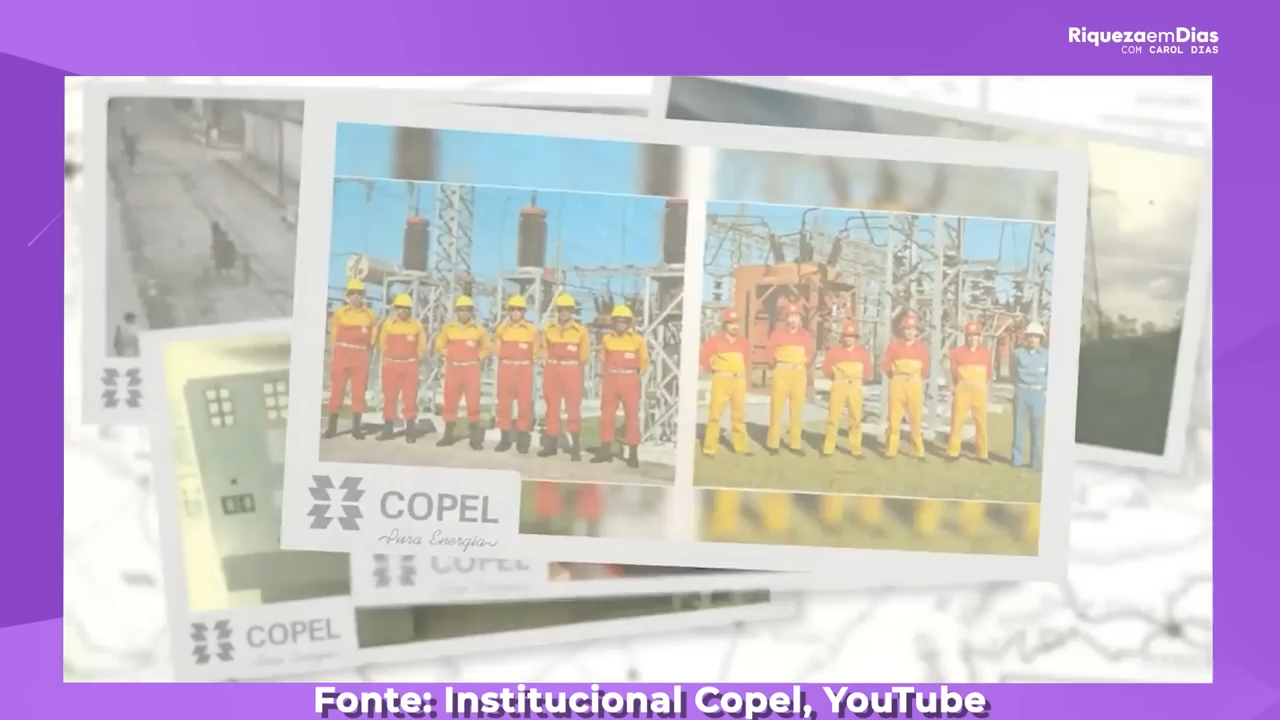 RiquezaemDias
COM CAROL DIAS
COPEL
Pura Energia
COPEL
COPEL
Fonte: Institucional Copel, YouTube